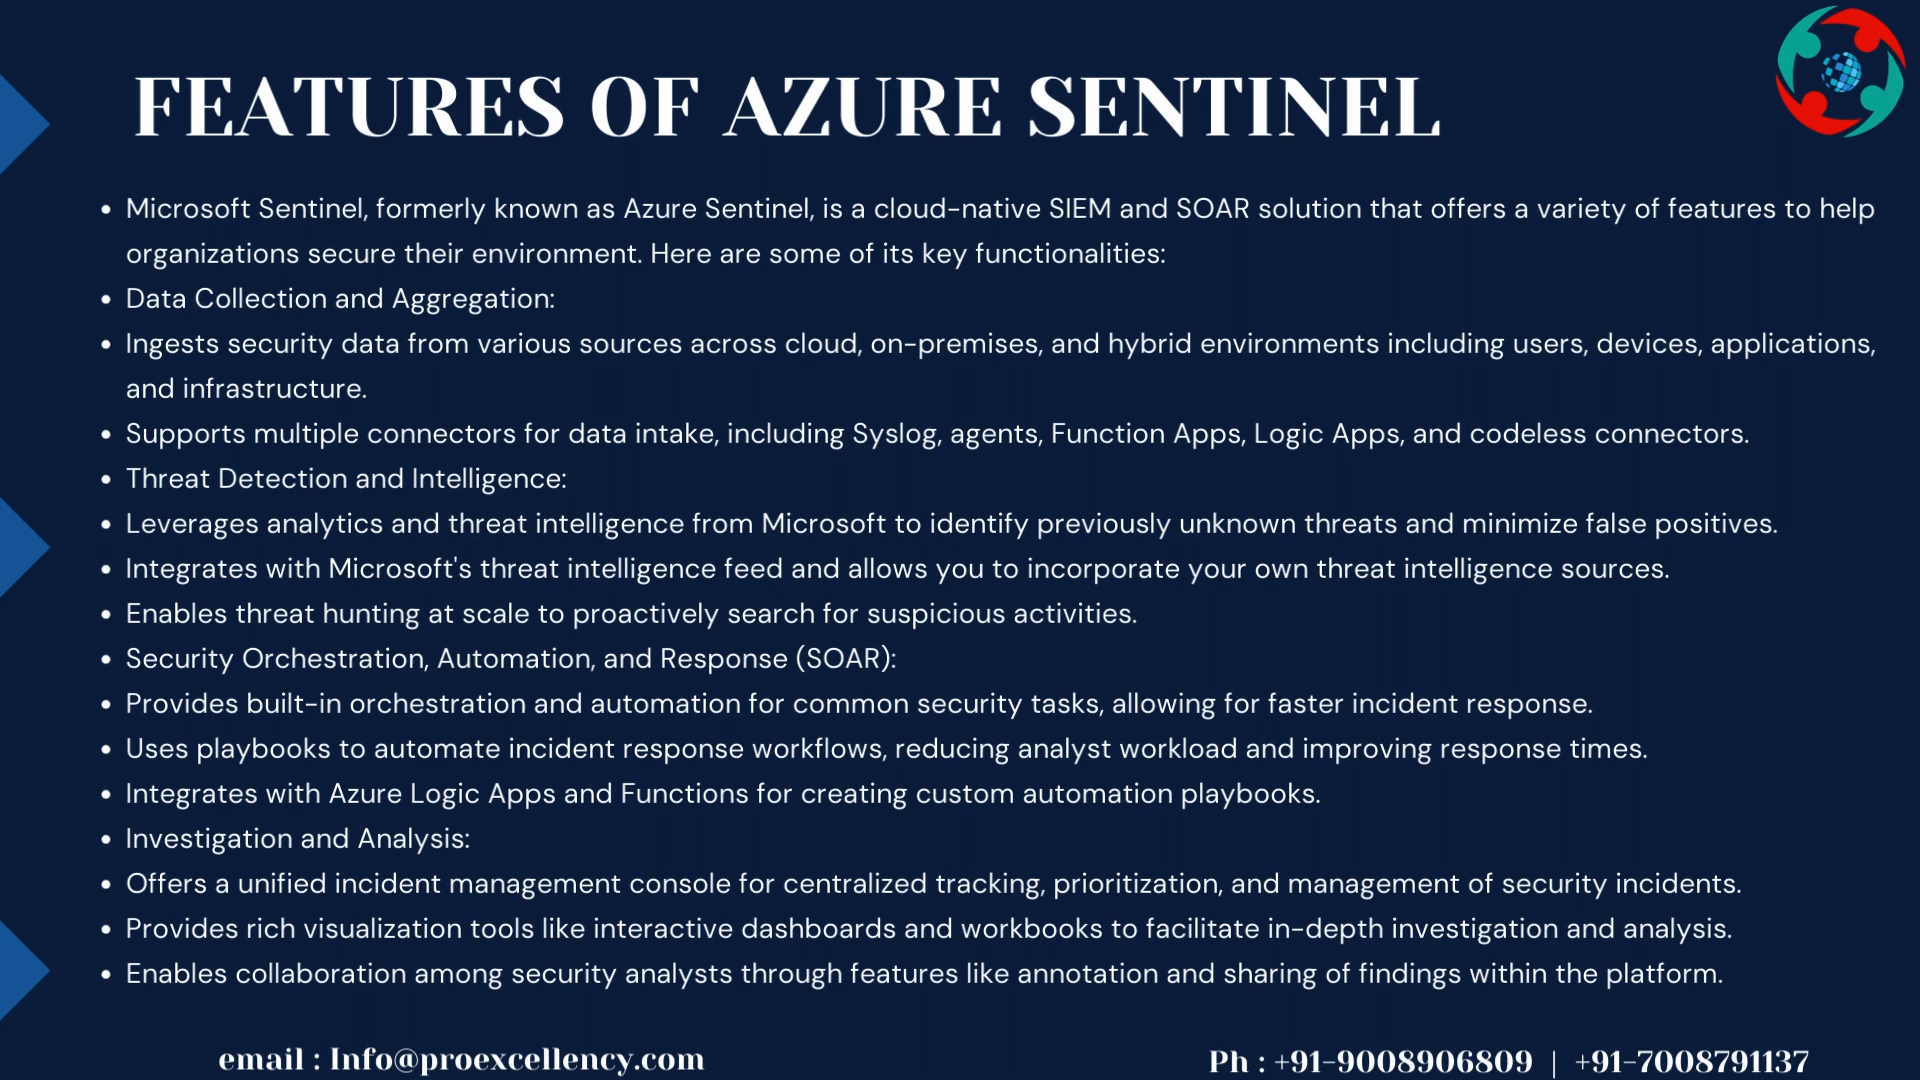 FEATURES OF AZURE SENTINEL
• Microsoft Sentinel, formerly known as Azure Sentinel, is a cloud-native SIEM and SOAR solution that offers a variety of features to help
organizations secure their environment. Here are some of its key functionalities:
• Data Collection and Aggregation:
• Ingests security data from various sources across cloud, on-premises, and hybrid environments including users, devices, applications,
and infrastructure.
• Supports multiple connectors for data intake, including Syslog, agents, Function Apps, Logic Apps, and codeless connectors.
• Threat Detection and Intelligence:
• Leverages analytics and threat intelligence from Microsoft to identify previously unknown threats and minimize false positives.
• Integrates with Microsoft's threat intelligence feed and allows you to incorporate your own threat intelligence sources.
• Enables threat hunting at scale to proactively search for suspicious activities.
• Security Orchestration, Automation, and Response (SOAR):
• Provides built-in orchestration and automation for common security tasks, allowing for faster incident response.
• Uses playbooks to automate incident response workflows, reducing analyst workload and improving response times.
• Integrates with Azure Logic Apps and Functions for creating custom automation playbooks.
• Investigation and Analysis:
• Offers a unified incident management console for centralized tracking, prioritization, and management of security incidents.
• Provides rich visualization tools like interactive dashboards and workbooks to facilitate in-depth investigation and analysis.
• Enables collaboration among security analysts through features like annotation and sharing of findings within the platform.
email : Info@proexcellency.com
Ph : +91-9008906809 | +91-7008791137